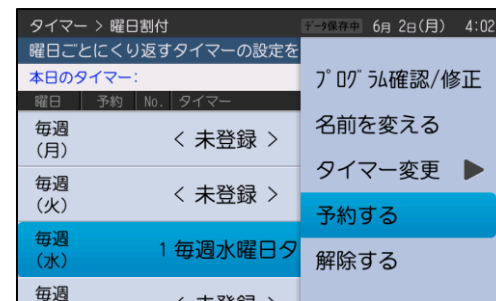 タイマー > 曜日割付
データ保存中 6月 2日(月) 4:02
曜日ごとにくり返すタイマーの設定を
本日のタイマー:
曜日 予約 No. タイマー
毎週
(月)
< 未登録 >
毎週
(火)
< 未登録 >
毎週
(水)
1 毎週水曜日タ
毎週
< 未登録 >
プログラム確認/修正
名前を変える
タイマー変更 ▶
予約する
解除する